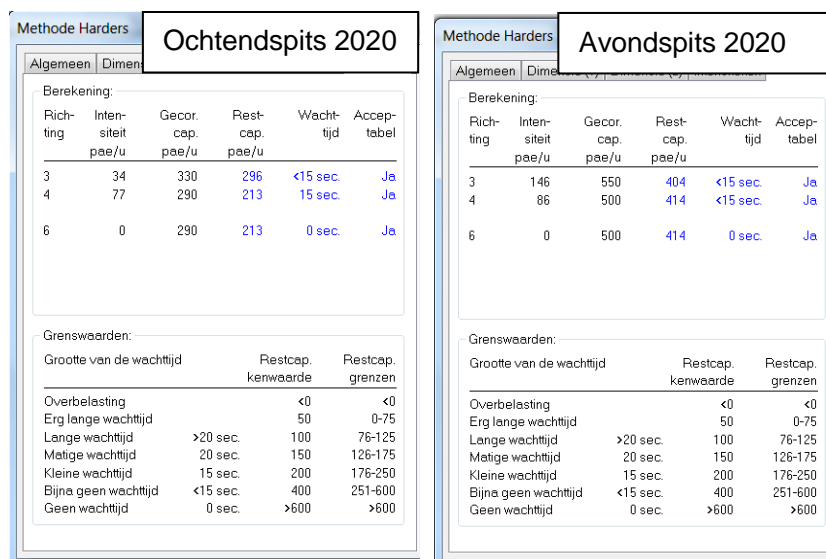 Methode Harders
Ochtendspits 2020
Algemeen
Berekening:
Rich- Inten- Gecor. Rest- Wacht- Accep-
ting siteit cap. cap. tijd tabel
pae/u pae/u pae/u
3 34 330 296 <15 sec. Ja
4 77 290 213 15 sec. Ja
6 0 290 213 0 sec. Ja
Grenswaarden:
Grootte van de wachttijd Restcap. Restcap.
kenwaarde grenzen
Overbelasting <0 <0
Erg lange wachttijd 50 0-75
Lange wachttijd >20 sec. 100 76-125
Matige wachttijd 20 sec. 150 126-175
Kleine wachttijd 15 sec. 200 176-250
Bijna geen wachttijd <15 sec. 400 251-600
Geen wachttijd 0 sec. >600 >600
Methode Harders
Avondspits 2020
Algemeen
Berekening:
Rich- Inten- Gecor. Rest- Wacht- Accep-
ting siteit cap. cap. tijd tabel
pae/u pae/u pae/u
3 146 550 404 <15 sec. Ja
4 86 500 414 <15 sec. Ja
6 0 500 414 0 sec. Ja
Grenswaarden:
Grootte van de wachttijd Restcap. Restcap.
kenwaarde grenzen
Overbelasting <0 <0
Erg lange wachttijd 50 0-75
Lange wachttijd >20 sec. 100 76-125
Matige wachttijd 20 sec. 150 126-175
Kleine wachttijd 15 sec. 200 176-250
Bijna geen wachttijd <15 sec. 400 251-600
Geen wachttijd 0 sec. >600 >600